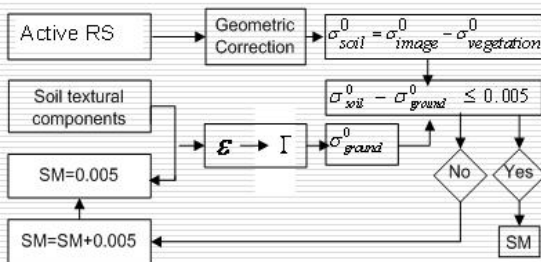 Active RS
Geometric
Correction
σ⁰soil = σ⁰image − σ⁰vegetation
Soil textural
components
σ⁰soil − σ⁰ground ≤ 0.005
ε → Γ
σ⁰ground
SM=0.005
No
Yes
SM=SM+0.005
SM